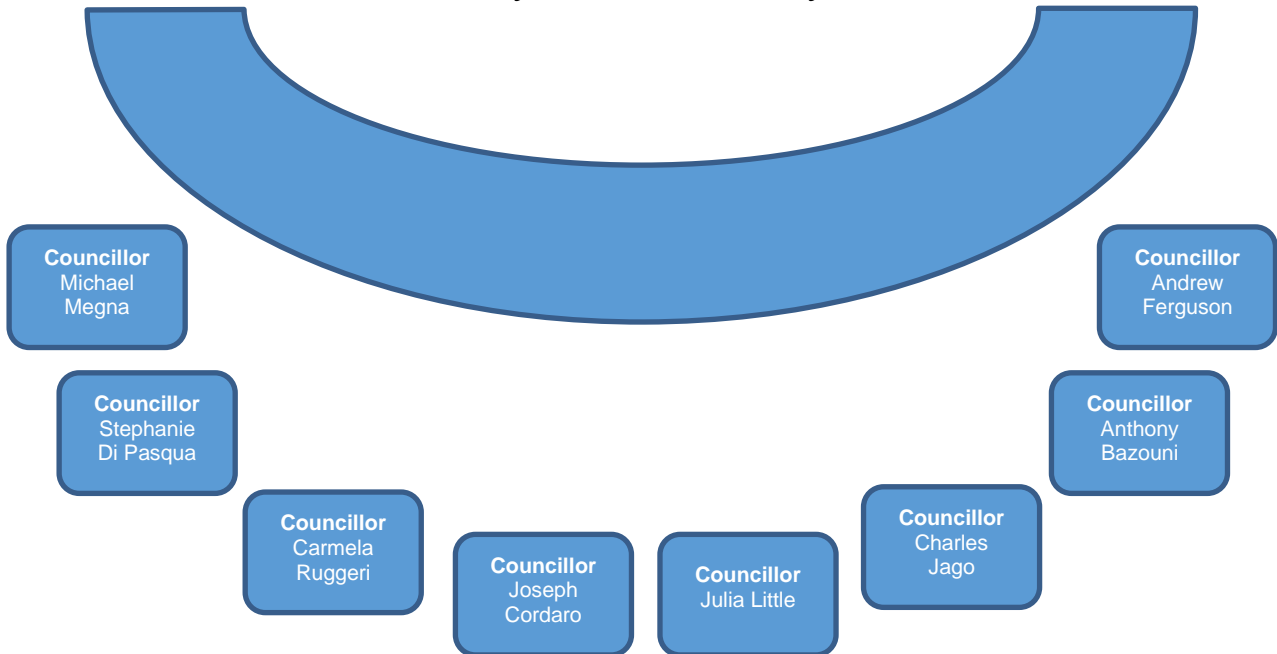 Councillor
Michael
Megna
Councillor
Andrew
Ferguson
Councillor
Stephanie
Di Pasqua
Councillor
Anthony
Bazouni
Councillor
Carmela
Ruggeri
Councillor
Charles
Jago
Councillor
Joseph
Cordaro
Councillor
Julia Little